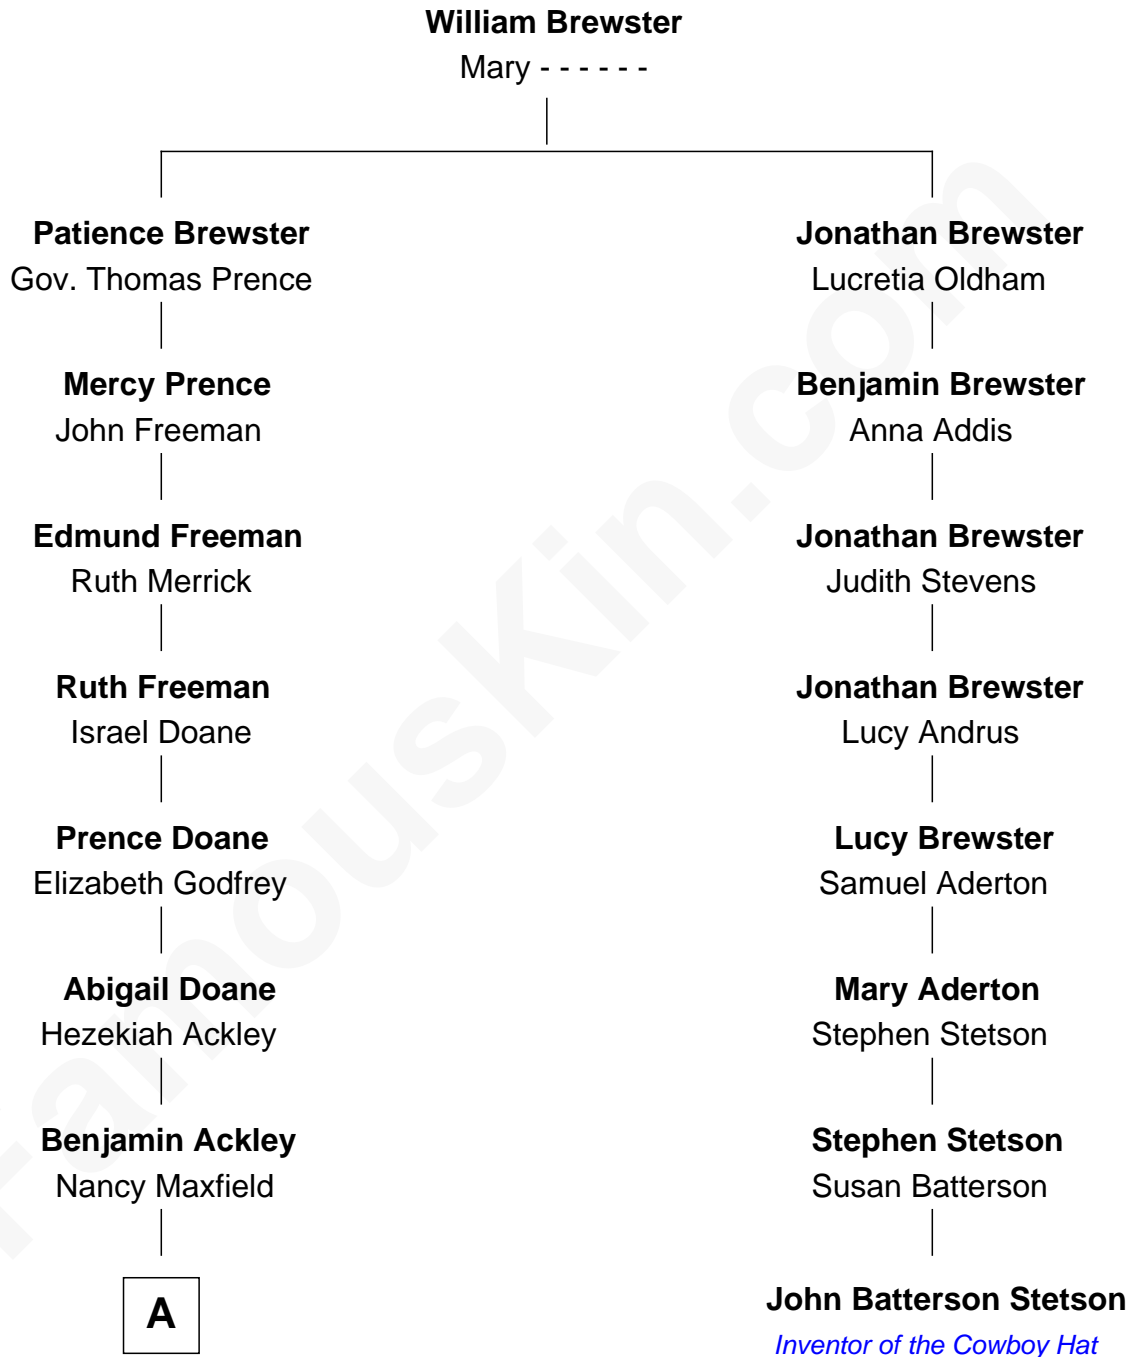 William Brewster
Mary - - - - - -
Patience Brewster
Gov. Thomas Prence
Jonathan Brewster
Lucretia Oldham
Mercy Prence
John Freeman
Benjamin Brewster
Anna Addis
Edmund Freeman
Ruth Merrick
Jonathan Brewster
Judith Stevens
Ruth Freeman
Israel Doane
Jonathan Brewster
Lucy Andrus
Prence Doane
Elizabeth Godfrey
Lucy Brewster
Samuel Aderton
Abigail Doane
Hezekiah Ackley
Mary Aderton
Stephen Stetson
Benjamin Ackley
Nancy Maxfield
Stephen Stetson
Susan Batterson
A
John Batterson Stetson
Inventor of the Cowboy Hat
FamousKin.com